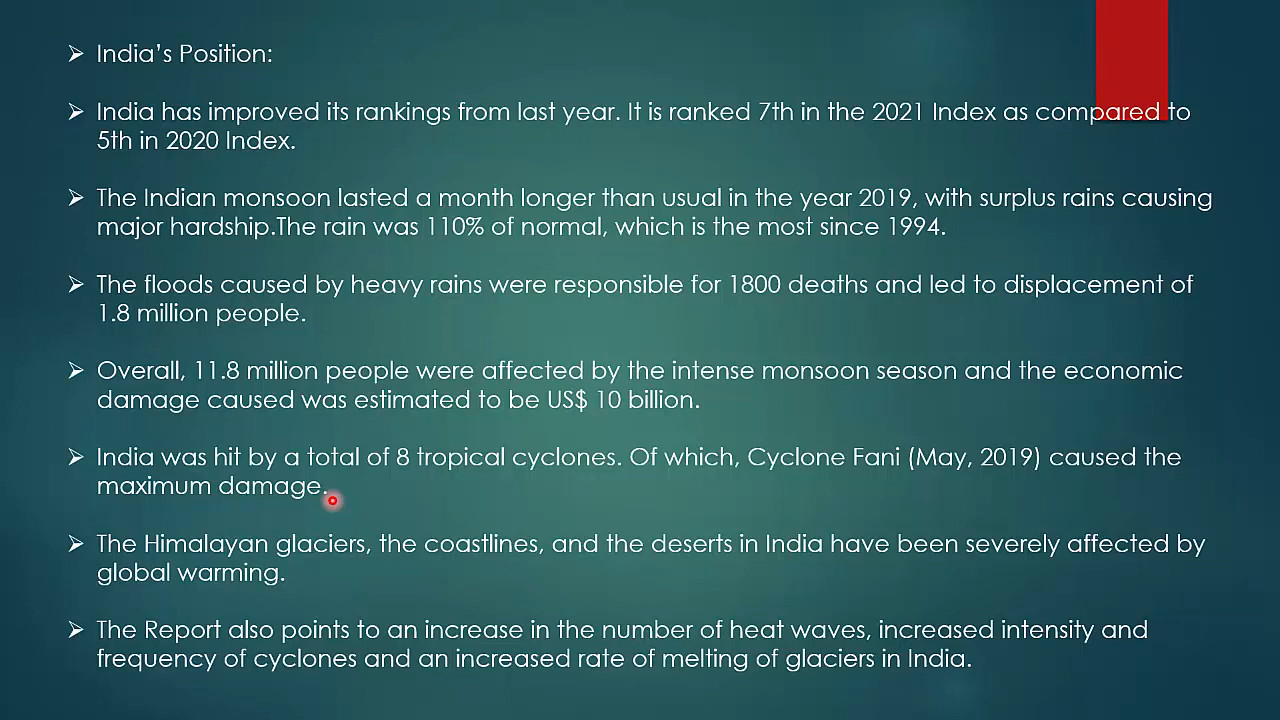 ➢ India’s Position:
➢ India has improved its rankings from last year. It is ranked 7th in the 2021 Index as compared to
5th in 2020 Index.
➢ The Indian monsoon lasted a month longer than usual in the year 2019, with surplus rains causing
major hardship.The rain was 110% of normal, which is the most since 1994.
➢ The floods caused by heavy rains were responsible for 1800 deaths and led to displacement of
1.8 million people.
➢ Overall, 11.8 million people were affected by the intense monsoon season and the economic
damage caused was estimated to be US$ 10 billion.
➢ India was hit by a total of 8 tropical cyclones. Of which, Cyclone Fani (May, 2019) caused the
maximum damage.
➢ The Himalayan glaciers, the coastlines, and the deserts in India have been severely affected by
global warming.
➢ The Report also points to an increase in the number of heat waves, increased intensity and
frequency of cyclones and an increased rate of melting of glaciers in India.